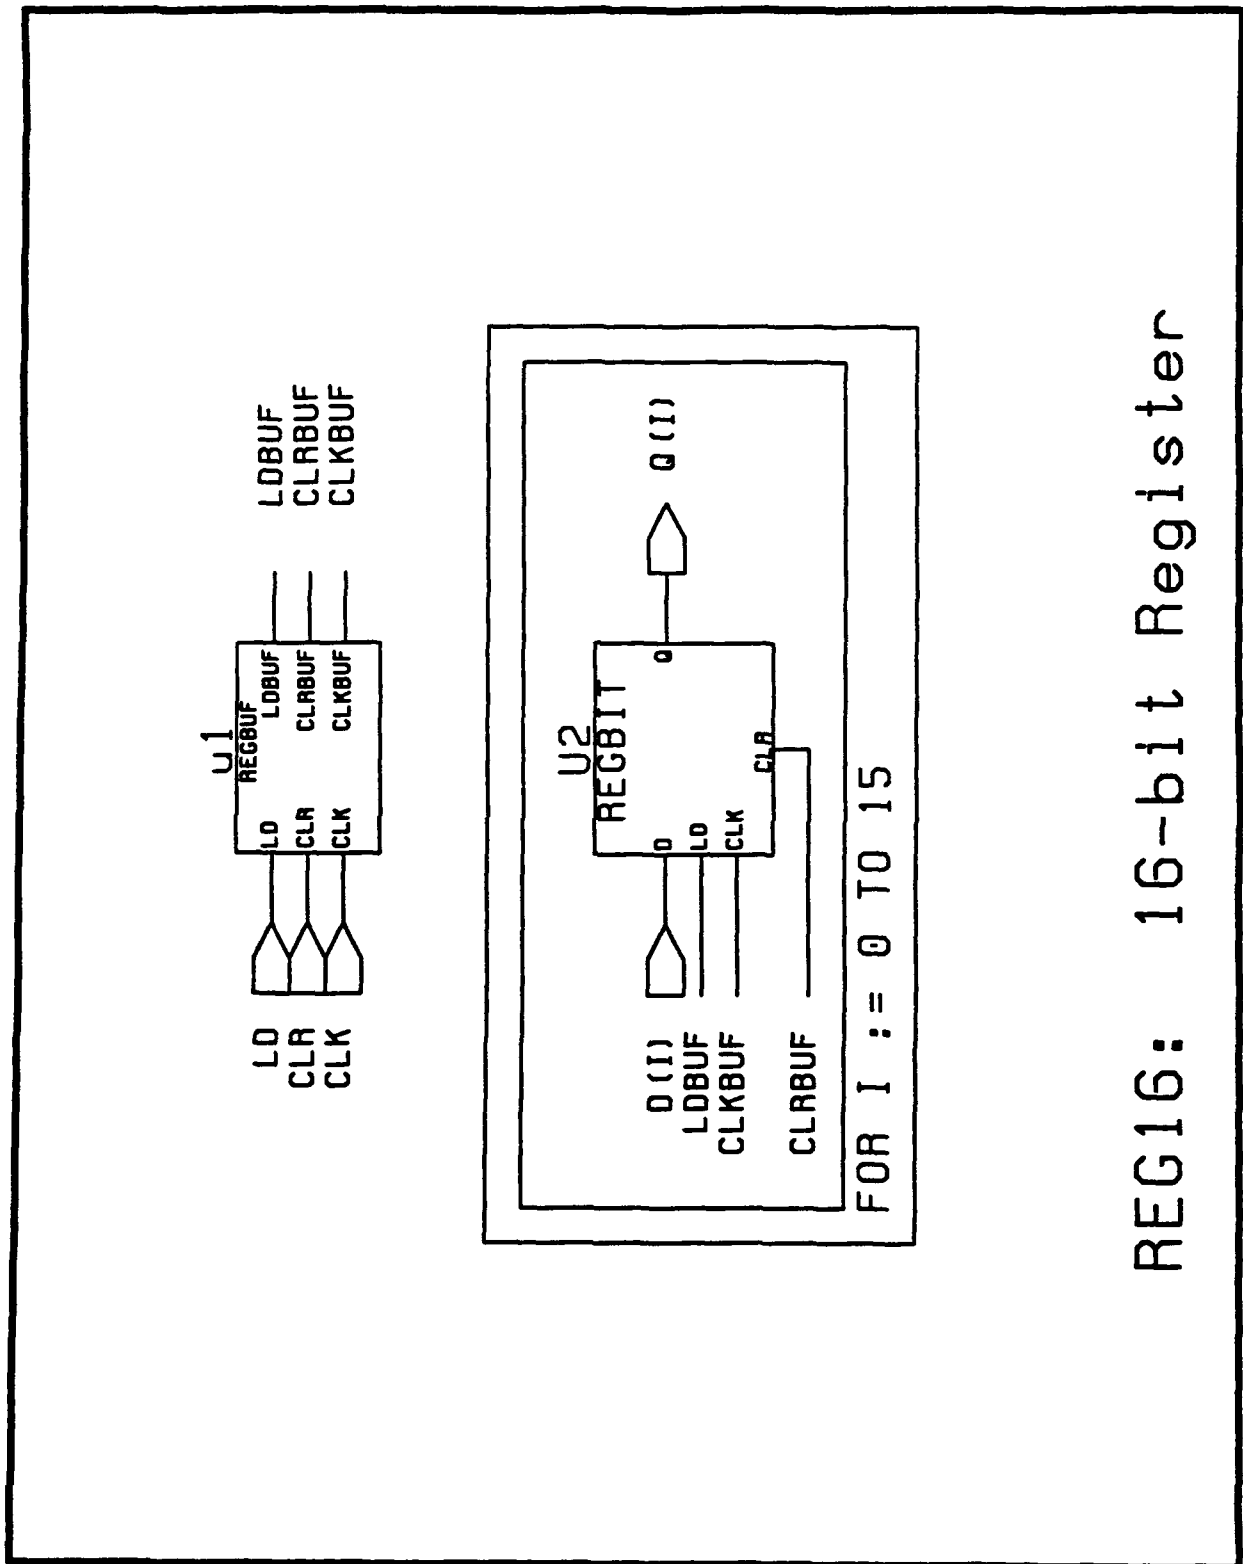 u1
REGBUF
LD
LD
LDBUF
LDBUF
CLR
CLR
CLRBUF
CLRBUF
CLK
CLK
CLKBUF
CLKBUF
U2
REGBIT
D(I)
D
Q
Q(I)
LDBUF
LD
CLKBUF
CLK
CLR
CLRBUF
FOR I := 0 TO 15
REG16: 16-bit Register